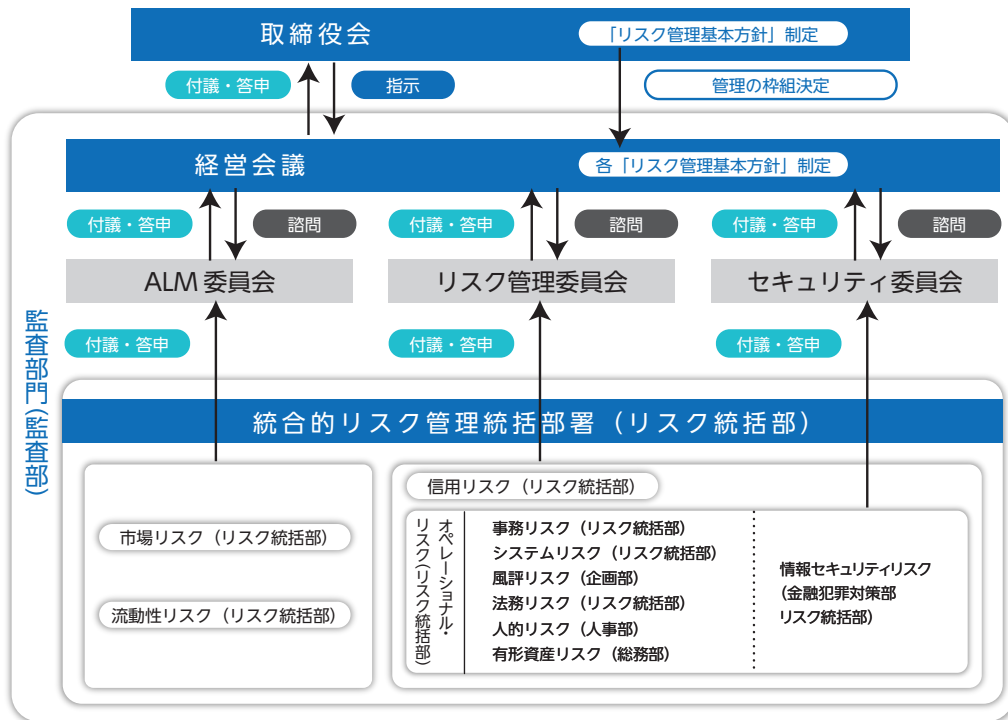 取締役会
「リスク管理基本方針」制定
付議・答申
指示
管理の枠組決定
経営会議
各「リスク管理基本方針」制定
付議・答申
諮問
付議・答申
諮問
付議・答申
諮問
ALM 委員会
リスク管理委員会
セキュリティ委員会
付議・答申
付議・答申
付議・答申
監査部門(監査部)
統合的リスク管理統括部署（リスク統括部）
市場リスク（リスク統括部）
流動性リスク（リスク統括部）
信用リスク（リスク統括部）
オペレーショナル・
リスク(リスク統括部)
事務リスク（リスク統括部）
システムリスク（リスク統括部）
風評リスク（企画部）
法務リスク（リスク統括部）
人的リスク（人事部）
有形資産リスク（総務部）
情報セキュリティリスク
（金融犯罪対策部
リスク統括部）